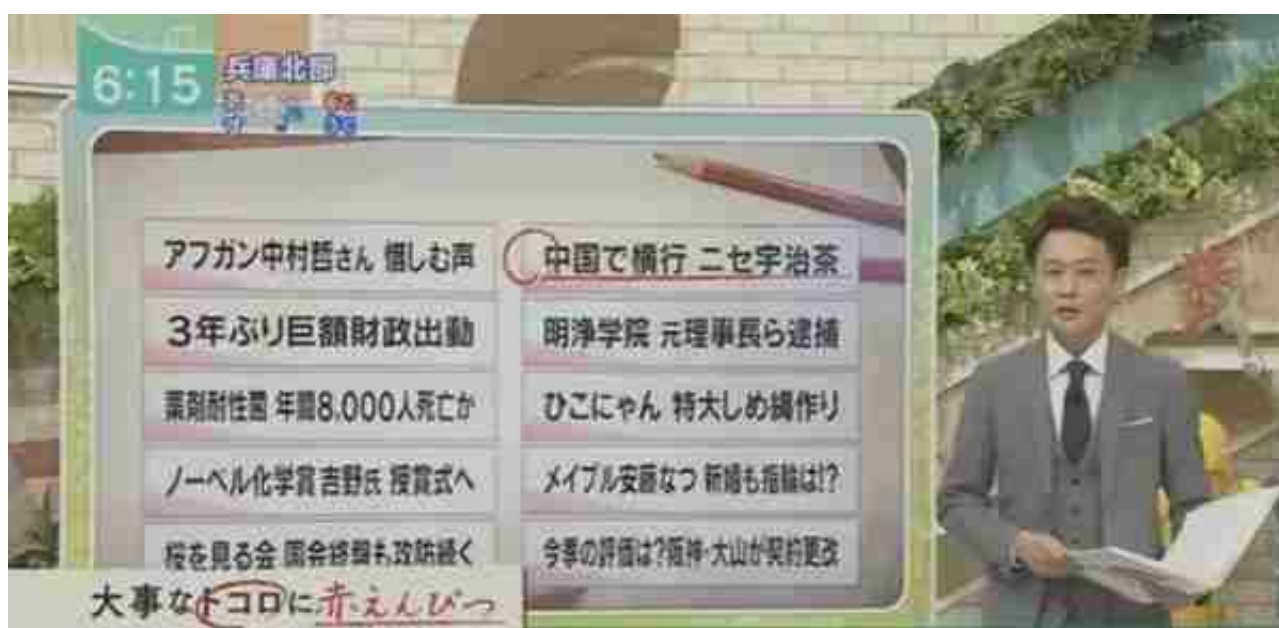 6:15
兵庫北部
アフガン中村哲さん 惜しむ声
3年ぶり巨額財政出動
薬剤耐性菌 年間8,000人死亡か
ノーベル化学賞 吉野氏 授賞式へ
桜を見る会 国会終盤も攻防続く
中国で横行 ニセ宇治茶
明浄学院 元理事長ら逮捕
ひこにゃん 特大しめ縄作り
メイプル安藤なつ 新婚も指輪は!?
今季の評価は?阪神・大山が契約更改
大事なトコロに赤えんぴつ